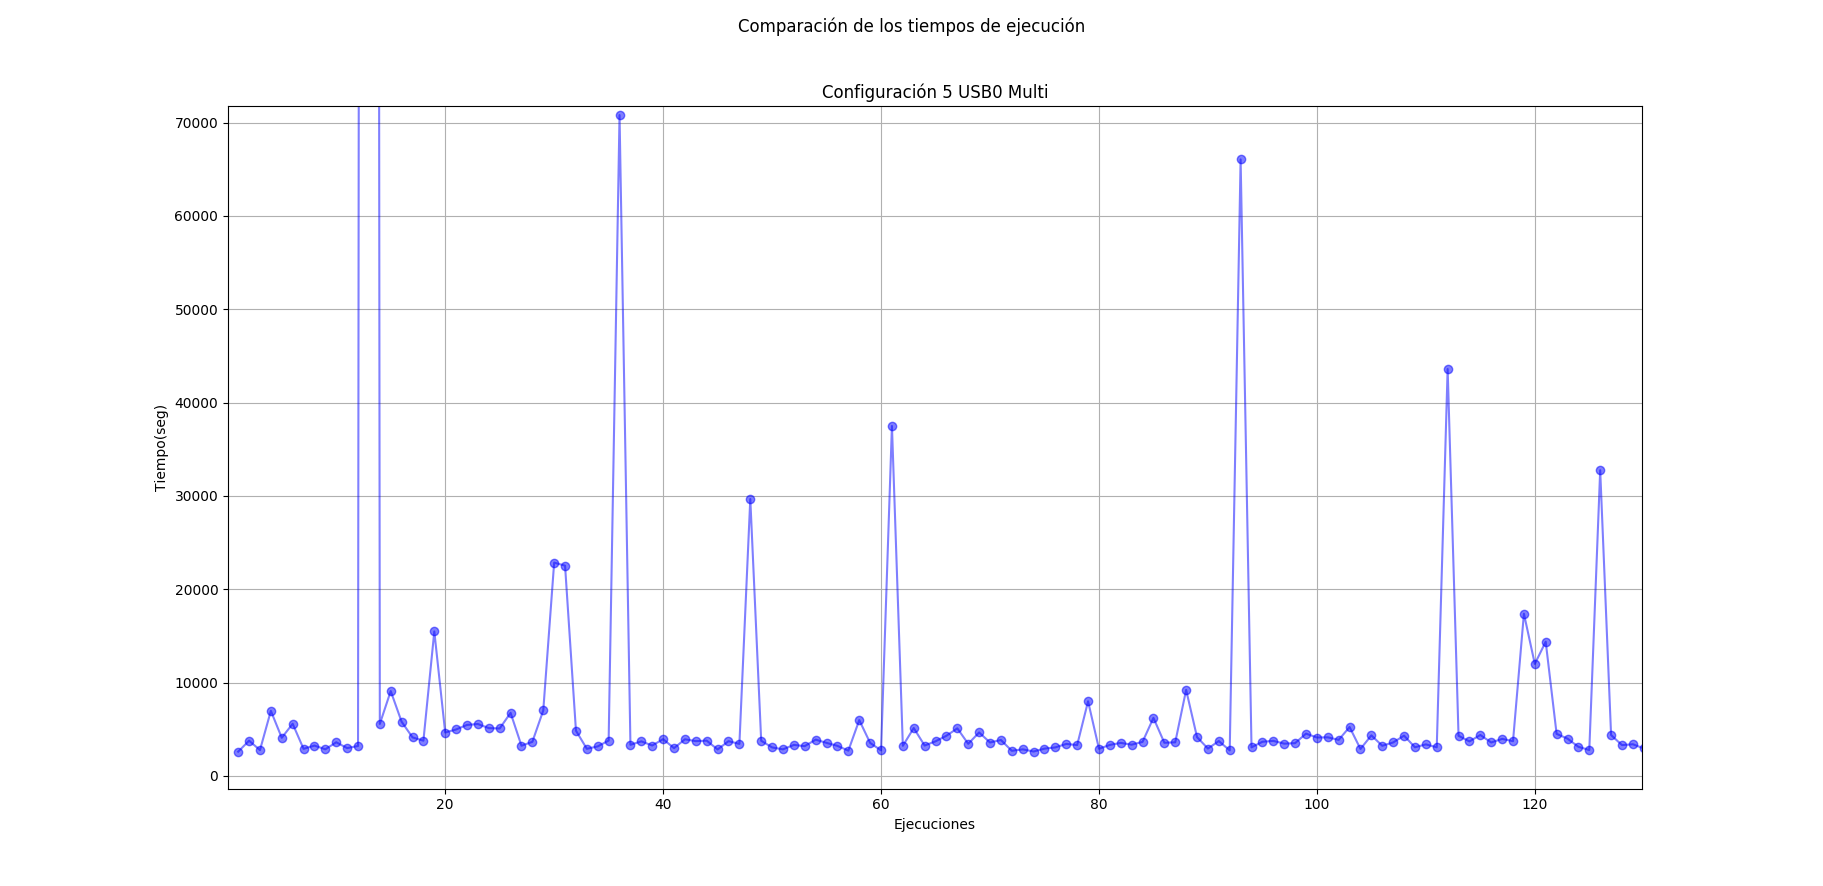 Comparación de los tiempos de ejecución
Configuración 5 USB0 Multi
70000
60000
50000
40000
30000
20000
10000
0
Tiempo(seg)
20 40 60 80 100 120
Ejecuciones